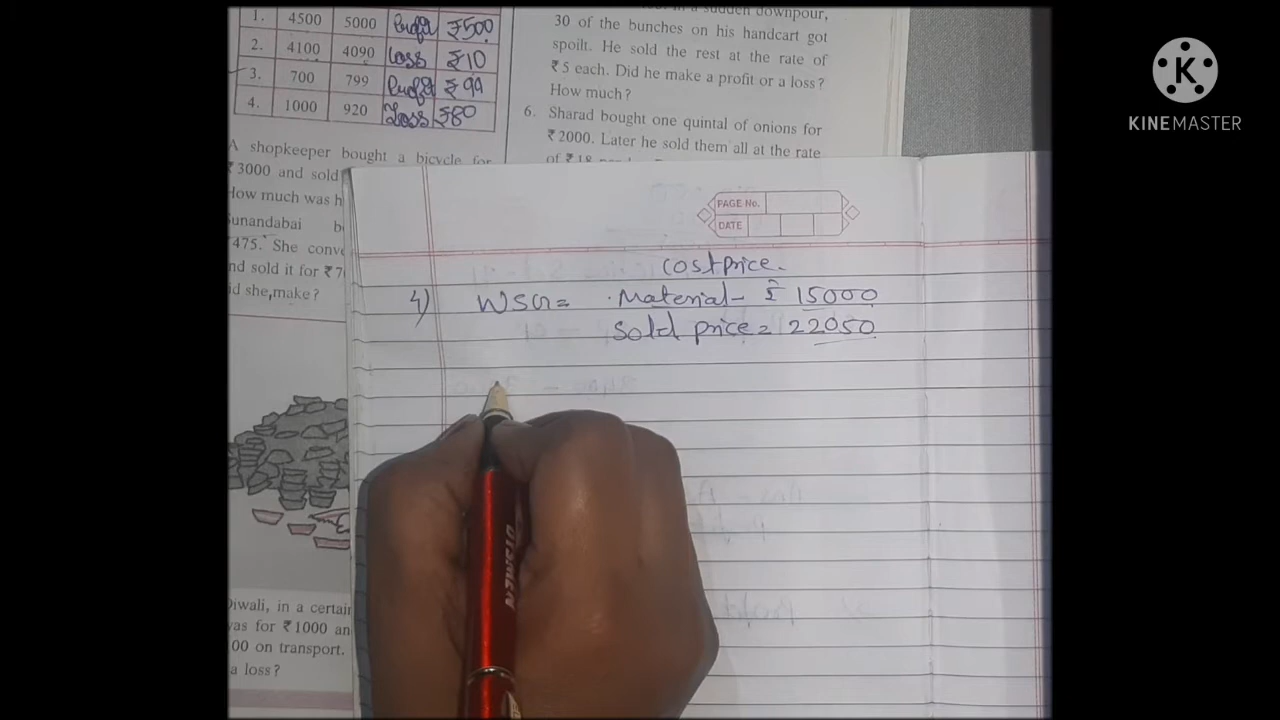 1. 4500 5000 Profit ₹500
2. 4100 4090 Loss ₹10
3. 700 799 Profit ₹99
4. 1000 920 Loss ₹80
A shopkeeper bought a bicycle for
₹3000 and sold
How much was h
Sunandabai b
475. She conve
nd sold it for ₹7
id she, make?
Diwali, in a certain
was for ₹1000 an
00 on transport.
a loss?
sudden downpour,
30 of the bunches on his handcart got
spoilt. He sold the rest at the rate of
₹5 each. Did he make a profit or a loss?
How much?
6. Sharad bought one quintal of onions for
₹2000. Later he sold them all at the rate
of ₹18
KINEMASTER
PAGE No.
DATE
Cost price.
4) WSG = Material - ₹ 15000
Sold price = 22050